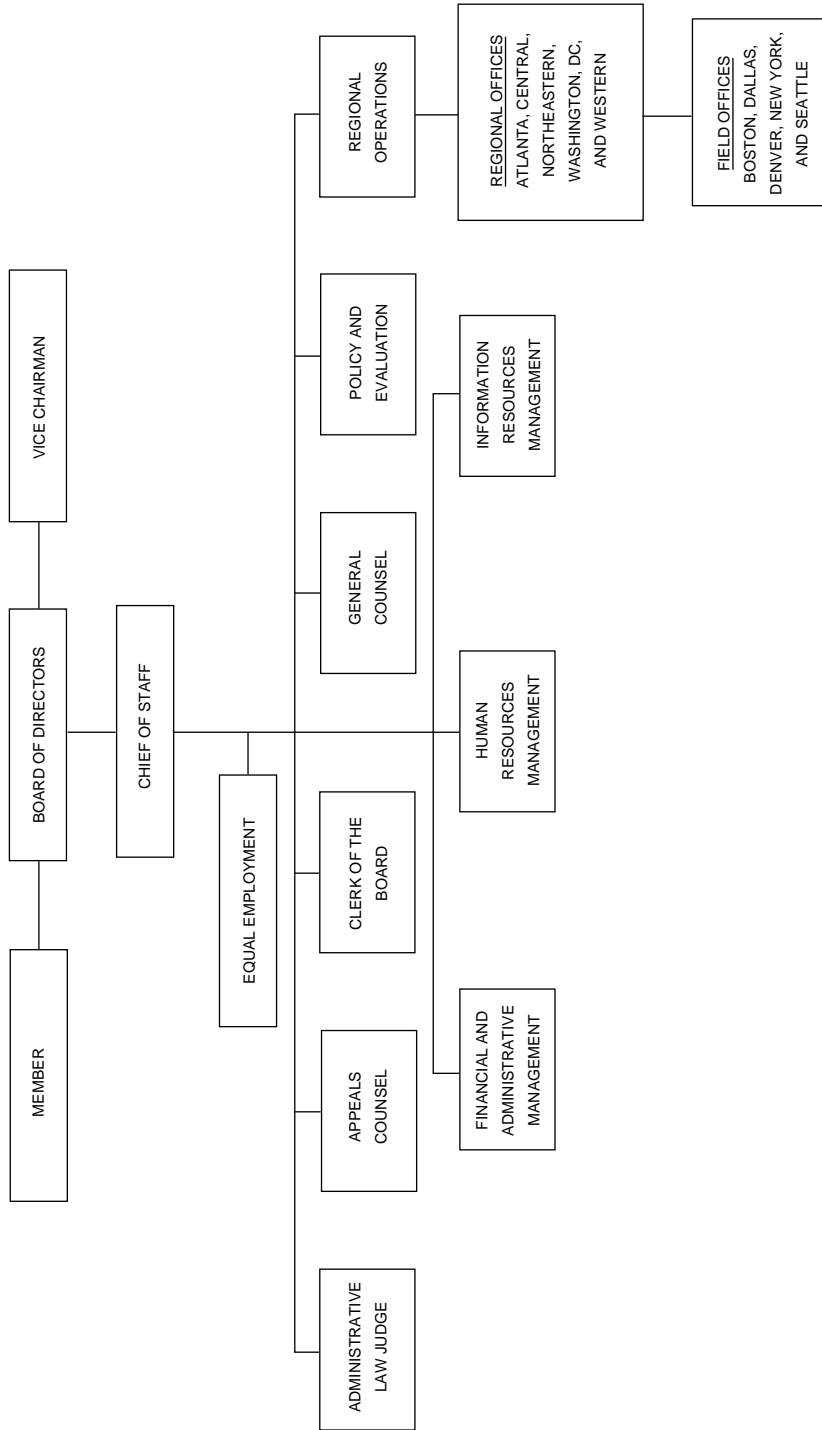 MEMBER
BOARD OF DIRECTORS
VICE CHAIRMAN
CHIEF OF STAFF
EQUAL EMPLOYMENT
ADMINISTRATIVE
LAW JUDGE
APPEALS
COUNSEL
CLERK OF THE
BOARD
GENERAL
COUNSEL
POLICY AND
EVALUATION
REGIONAL
OPERATIONS
FINANCIAL AND
ADMINISTRATIVE
MANAGEMENT
HUMAN
RESOURCES
MANAGEMENT
INFORMATION
RESOURCES
MANAGEMENT
REGIONAL OFFICES
ATLANTA, CENTRAL,
NORTHEASTERN,
WASHINGTON, DC,
AND WESTERN
FIELD OFFICES
BOSTON, DALLAS,
DENVER, NEW YORK,
AND SEATTLE